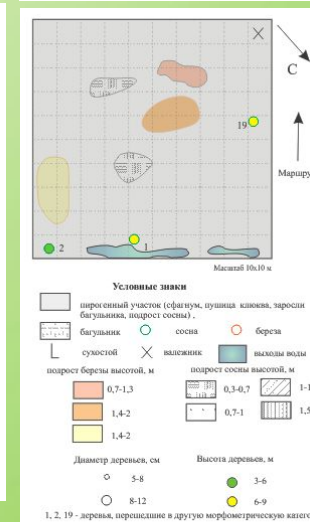 19
С
Маршру
2
1
Масштаб 10х10 м
Условные знаки
пирогенный участок (сфагнум, пушица клюква, заросли
багульника, подрост сосны) ,
багульник сосна береза
сухостой валежник выходы воды
подрост березы высотой, м подрост сосны высотой, м
0,7-1,3 0,3-0,7 1-1
1,4-2 0,7-1 1,5
1,4-2
Диаметр деревьев, см Высота деревьев, м
5-8 3-6
8-12 6-9
1, 2, 19 - деревья, перешедшие в другую морфометрическую катего